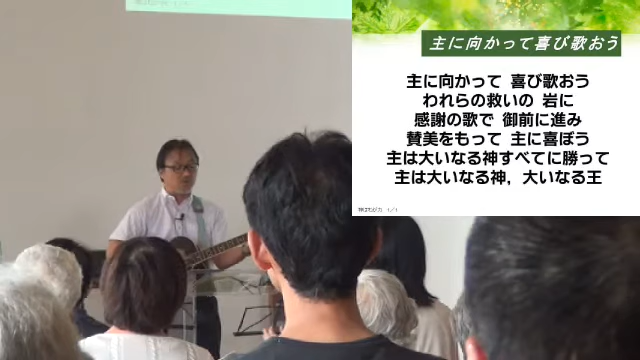 主に向かって喜び歌おう
主に向かって 喜び歌おう
われらの救いの 岩に
感謝の歌で 御前に進み
賛美をもって 主に喜ぼう
主は大いなる神すべてに勝って
主は大いなる神，大いなる王